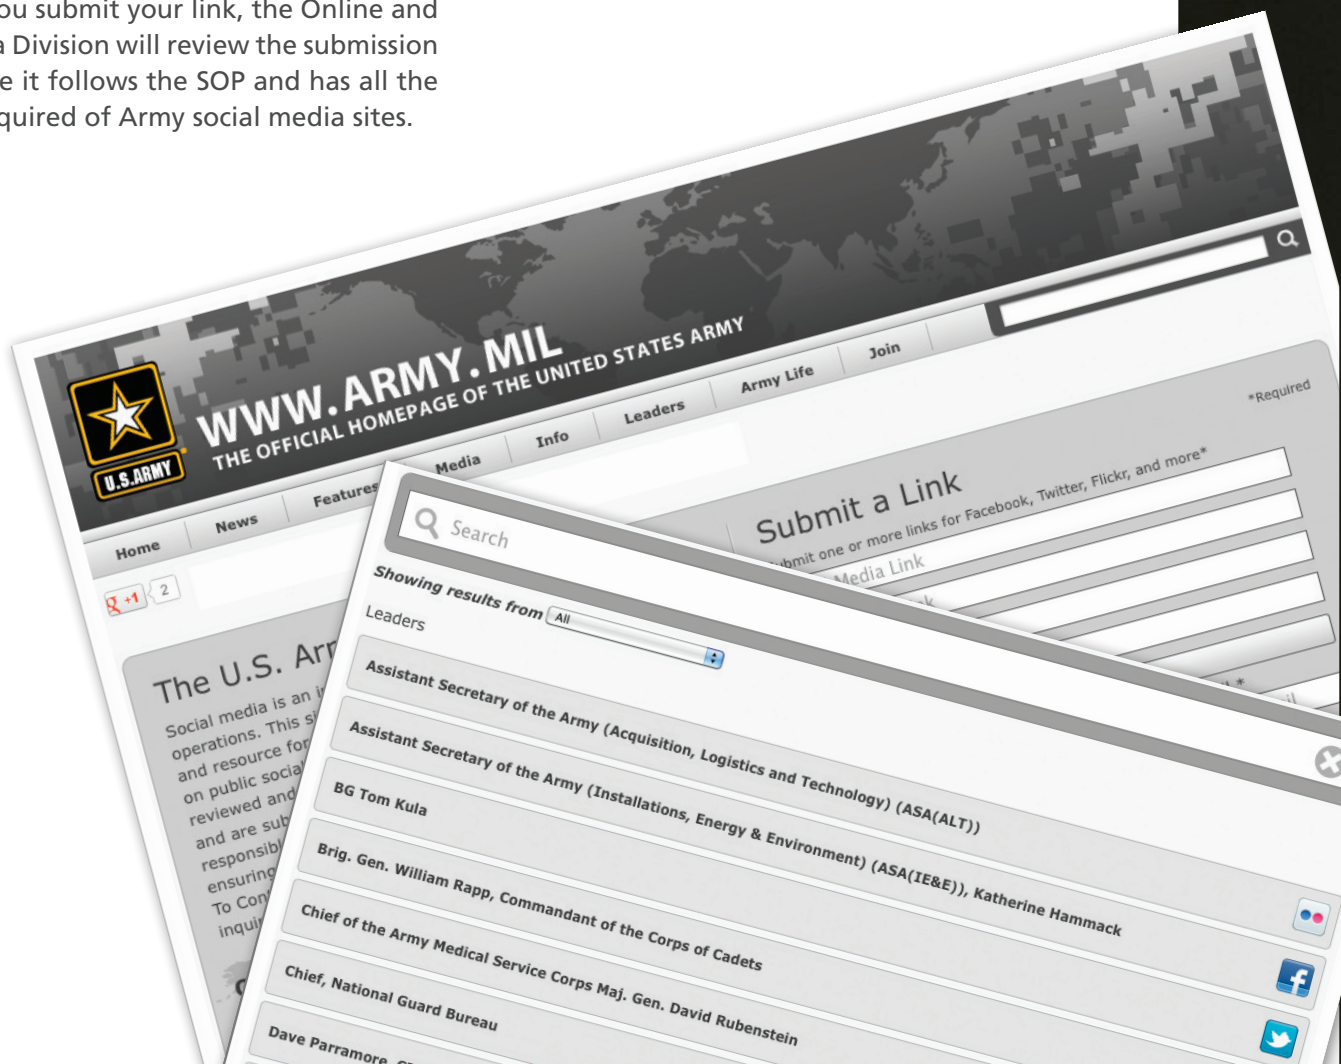 ou submit your link, the Online and
a Division will review the submission
e it follows the SOP and has all the
quired of Army social media sites.
U.S.ARMY
WWW.ARMY.MIL
THE OFFICIAL HOMEPAGE OF THE UNITED STATES ARMY
Home News Features Media Info Leaders Army Life Join
g +1 2
*Required
Submit a Link
ubmit one or more links for Facebook, Twitter, Flickr, and more*
Media Link
The U.S. Arr
Social media is an i
operations. This si
and resource for
on public social
reviewed and
and are sub
responsibl
ensuring
To Con
inquir
Search
Showing results from All
Leaders
Assistant Secretary of the Army (Acquisition, Logistics and Technology) (ASA(ALT))
Assistant Secretary of the Army (Installations, Energy & Environment) (ASA(IE&E)), Katherine Hammack
BG Tom Kula
Brig. Gen. William Rapp, Commandant of the Corps of Cadets
Chief of the Army Medical Service Corps Maj. Gen. David Rubenstein
Chief, National Guard Bureau
Dave Parramore,